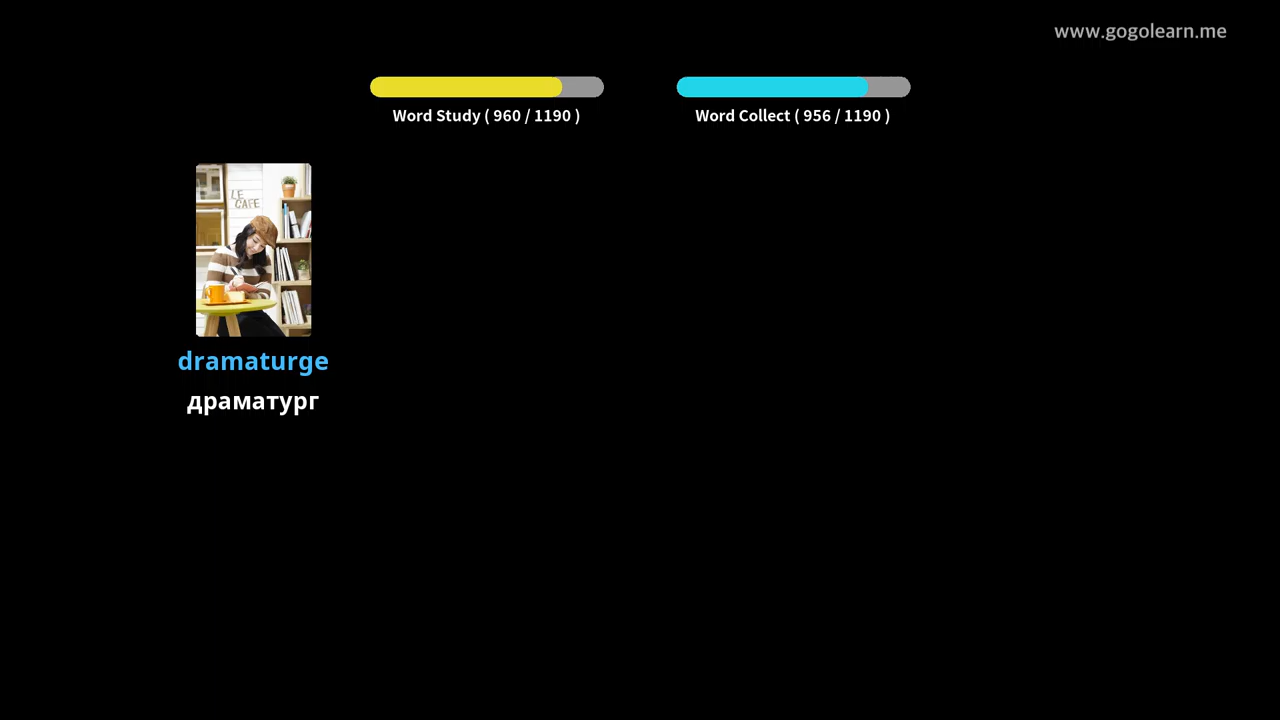 www.gogolearn.me
Word Study ( 960 / 1190 )
Word Collect ( 956 / 1190 )
LE
CAFE
dramaturge
драматург